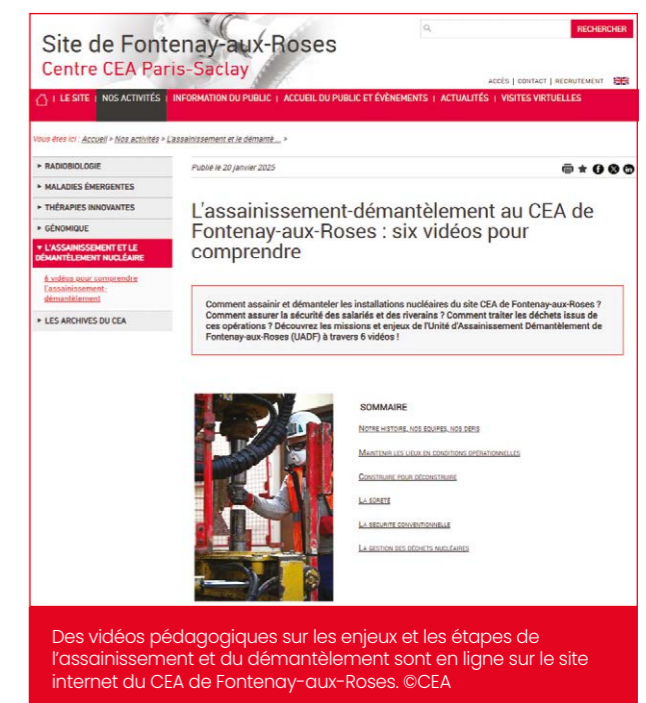 Site de Fontenay-aux-Roses
Centre CEA Paris-Saclay
RECHERCHER
ACCÈS | CONTACT | RECRUTEMENT
LE SITE | NOS ACTIVITÉS | INFORMATION DU PUBLIC | ACCUEIL DU PUBLIC ET ÉVÈNEMENTS | ACTUALITÉS | VISITES VIRTUELLES
Vous êtes ici : Accueil > Nos activités > L'assainissement et le démanté... >
RADIOBIOLOGIE
MALADIES ÉMERGENTES
THÉRAPIES INNOVANTES
GÉNOMIQUE
L'ASSAINISSEMENT ET LE
DÉMANTÈLEMENT NUCLÉAIRE
6 vidéos pour comprendre
l'assainissement-
démantèlement
LES ARCHIVES DU CEA
Publié le 20 janvier 2025
L'assainissement-démantèlement au CEA de
Fontenay-aux-Roses : six vidéos pour
comprendre
Comment assainir et démanteler les installations nucléaires du site CEA de Fontenay-aux-Roses ?
Comment assurer la sécurité des salariés et des riverains ? Comment traiter les déchets issus de
ces opérations ? Découvrez les missions et enjeux de l'Unité d'Assainissement Démantèlement de
Fontenay-aux-Roses (UADF) à travers 6 vidéos !
SOMMAIRE
Notre histoire, nos équipes, nos défis
Maintenir les lieux en conditions opérationnelles
Construire pour déconstruire
La sûreté
La sécurité conventionnelle
La gestion des déchets nucléaires
Des vidéos pédagogiques sur les enjeux et les étapes de
l'assainissement et du démantèlement sont en ligne sur le site
internet du CEA de Fontenay-aux-Roses. ©CEA